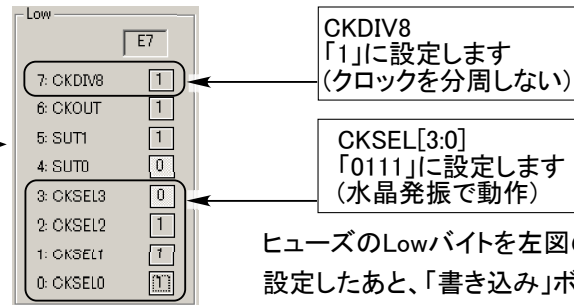 Low
E7
7: CKDIV8 1
6: CKOUT 1
5: SUT1 1
4: SUT0 0
3: CKSEL3 0
2: CKSEL2 1
1: CKSEL1 1
0: CKSEL0 1
CKDIV8
「1」に設定します
(クロックを分周しない)
CKSEL[3:0]
「0111」に設定します
(水晶発振で動作)
ヒューズのLowバイトを左図
設定したあと、「書き込み」ボ